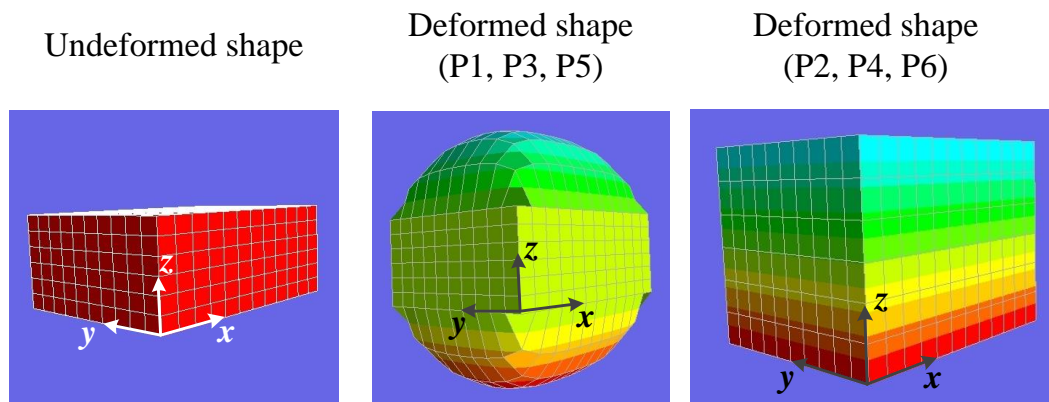 Undeformed shape
Deformed shape
(P1, P3, P5)
Deformed shape
(P2, P4, P6)
z
y
x
z
y
x
z
y
x